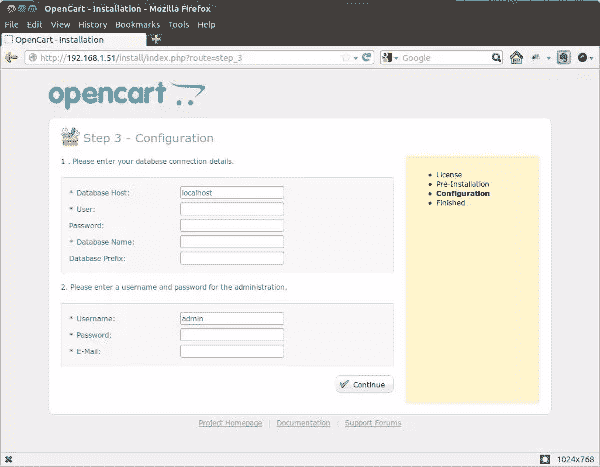 OpenCart - Installation - Mozilla Firefox
File Edit View History Bookmarks Tools Help
OpenCart - Installation
http://192.168.1.51/install/index.php?route=step_3
Google
opencart
Step 3 - Configuration
1 . Please enter your database connection details.
* Database Host: localhost
* User:
Password:
* Database Name:
Database Prefix:
2. Please enter a username and password for the administration.
* Username: admin
* Password:
* E-Mail:
Continue
License
Pre-Installation
Configuration
Finished
Project Homepage | Documentation | Support Forums
1024x768